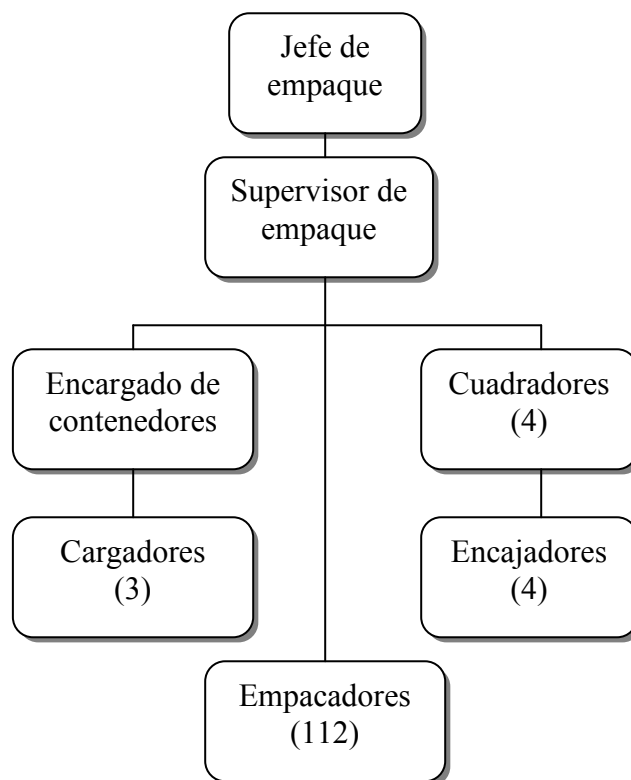 Jefe de
empaque
Supervisor de
empaque
Encargado de
contenedores
Cuadradores
(4)
Cargadores
(3)
Encajadores
(4)
Empacadores
(112)